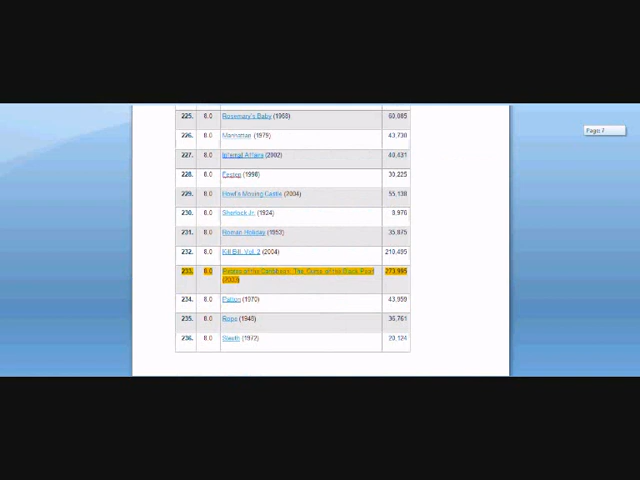 225. 8.0 Rosemary's Baby (1968) 60,085
226. 8.0 Manhattan (1979) 43,730
227. 8.0 Infernal Affairs (2002) 40,431
228. 8.0 Festen (1998) 30,225
229. 8.0 Howl's Moving Castle (2004) 55,138
230. 8.0 Sherlock Jr. (1924) 8,976
231. 8.0 Roman Holiday (1953) 35,875
232. 8.0 Kill Bill: Vol. 2 (2004) 210,495
233. 8.0 Pirates of the Caribbean: The Curse of the Black Pearl 273,995
(2003)
234. 8.0 Patton (1970) 43,959
235. 8.0 Rope (1948) 36,761
236. 8.0 Sleuth (1972) 20,124
Page: 7